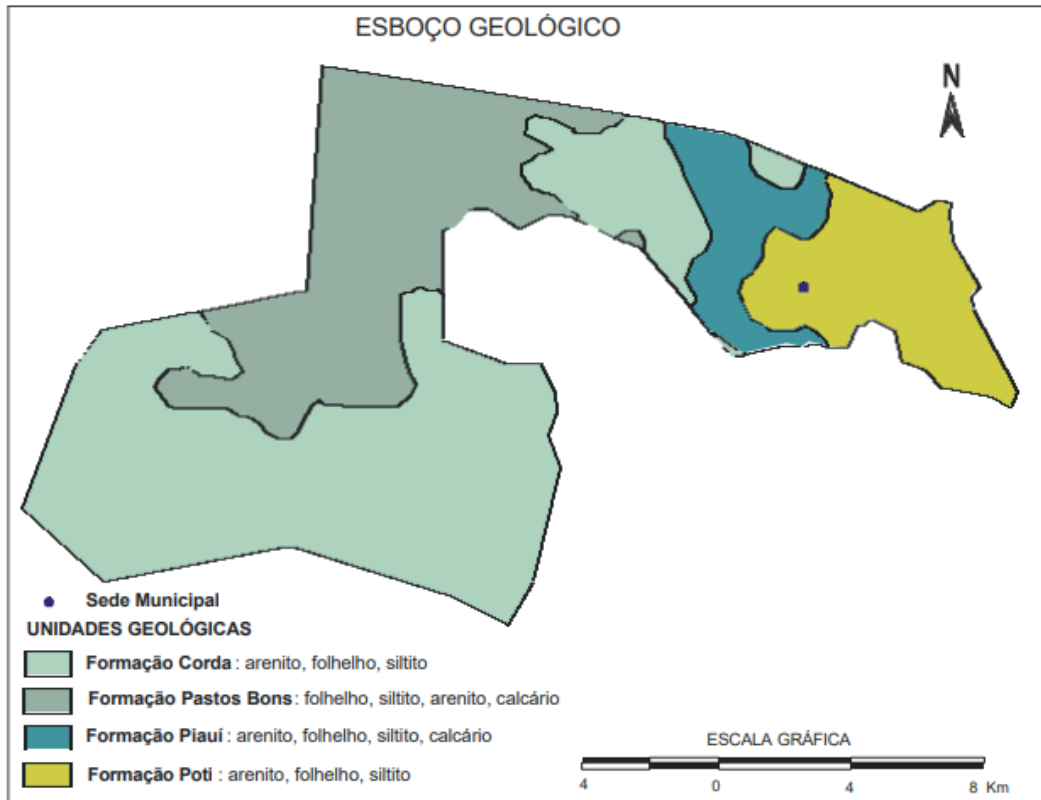 ESBOÇO GEOLÓGICO
N
Sede Municipal
UNIDADES GEOLÓGICAS
Formação Corda : arenito, folhelho, siltito
Formação Pastos Bons : folhelho, siltito, arenito, calcário
Formação Piauí : arenito, folhelho, siltito, calcário
Formação Poti : arenito, folhelho, siltito
ESCALA GRÁFICA
4 0 4 8 Km